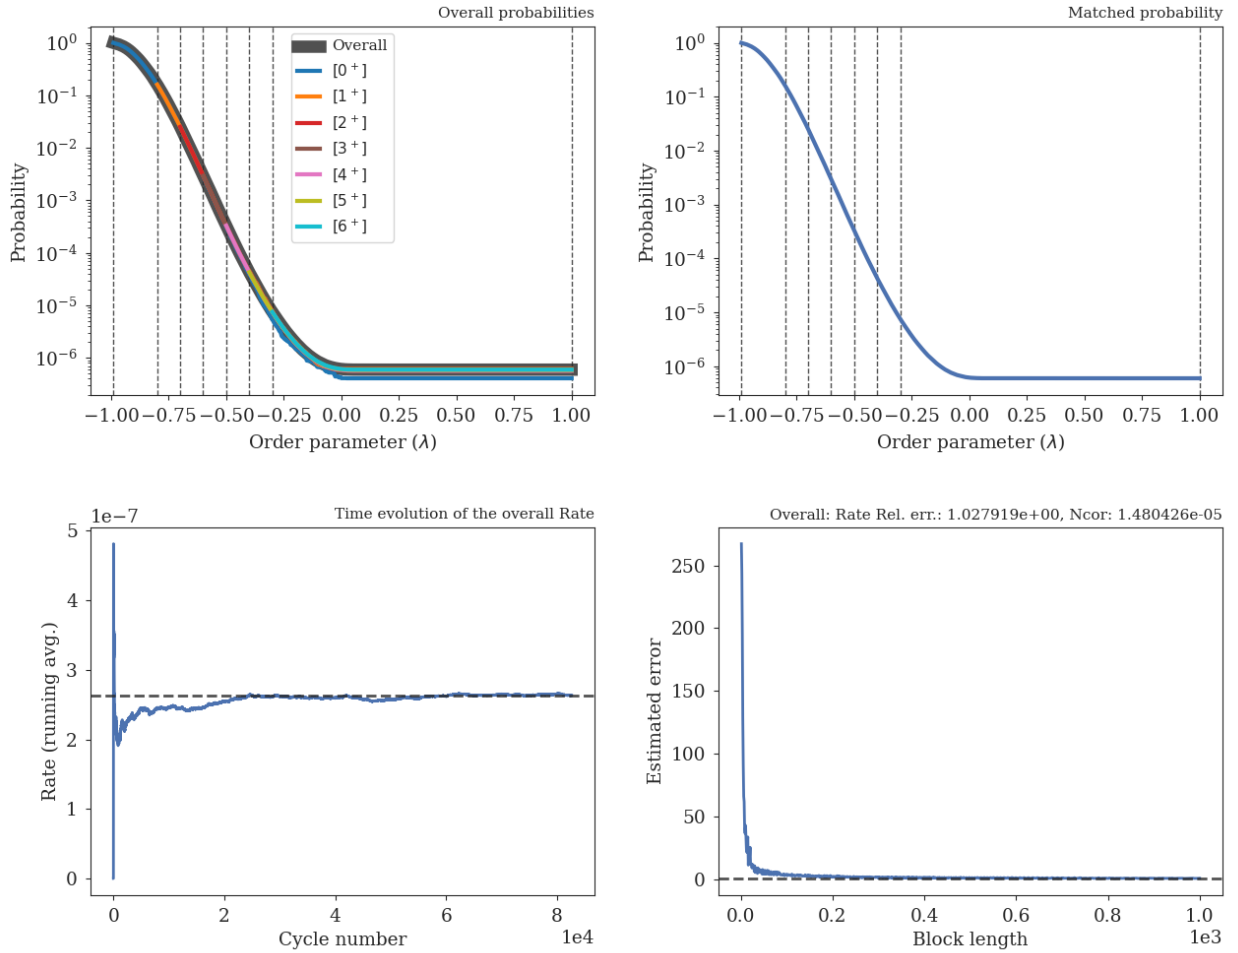 Overall probabilities
10^0
10^-1
10^-2
10^-3
10^-4
10^-5
10^-6
Probability
Overall
[0^+]
[1^+]
[2^+]
[3^+]
[4^+]
[5^+]
[6^+]
−1.00 −0.75 −0.50 −0.25 0.00 0.25 0.50 0.75 1.00
Order parameter (λ)
Matched probability
10^0
10^-1
10^-2
10^-3
10^-4
10^-5
10^-6
Probability
−1.00 −0.75 −0.50 −0.25 0.00 0.25 0.50 0.75 1.00
Order parameter (λ)
1e−7
Time evolution of the overall Rate
5
4
3
2
1
0
Rate (running avg.)
0 2 4 6 8
Cycle number
1e4
Overall: Rate Rel. err.: 1.027919e+00, Ncor: 1.480426e-05
250
200
150
100
50
0
Estimated error
0.0 0.2 0.4 0.6 0.8 1.0
Block length
1e3